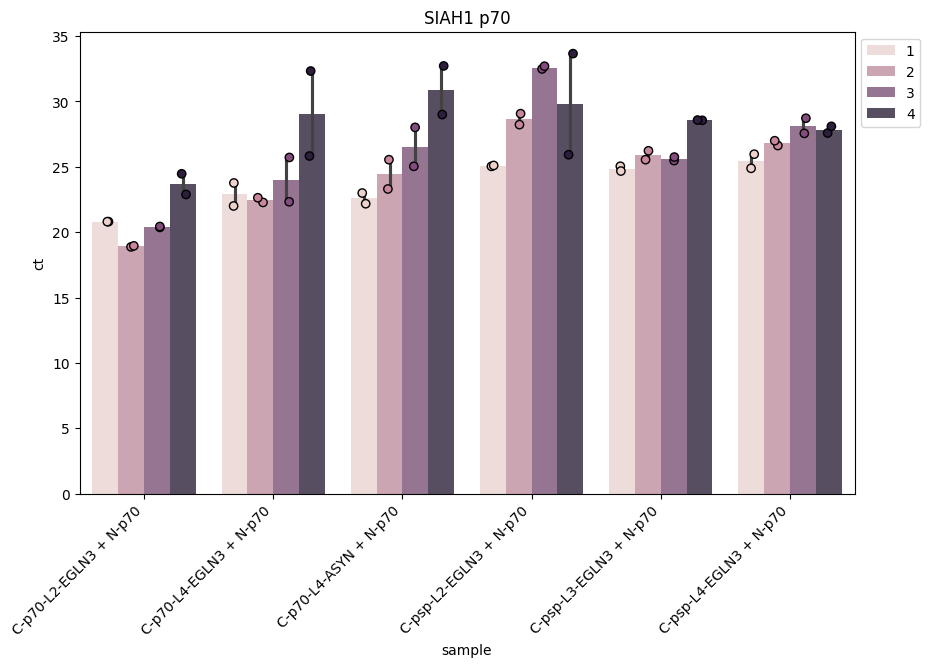 SIAH1 p70
35
30
25
20
15
10
5
0
ct
1
2
3
4
C-p70-L2-EGLN3 + N-p70
C-p70-L4-EGLN3 + N-p70
C-p70-L4-ASYN + N-p70
C-psp-L2-EGLN3 + N-p70
C-psp-L3-EGLN3 + N-p70
C-psp-L4-EGLN3 + N-p70
sample